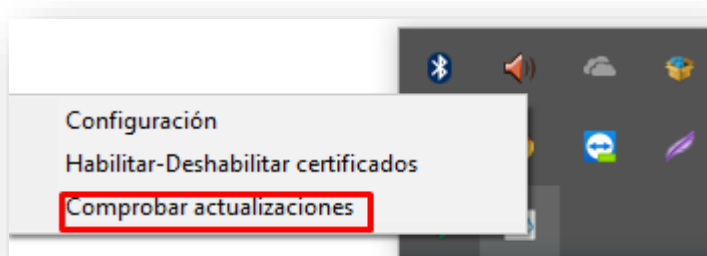 Configuración
Habilitar-Deshabilitar certificados
Comprobar actualizaciones